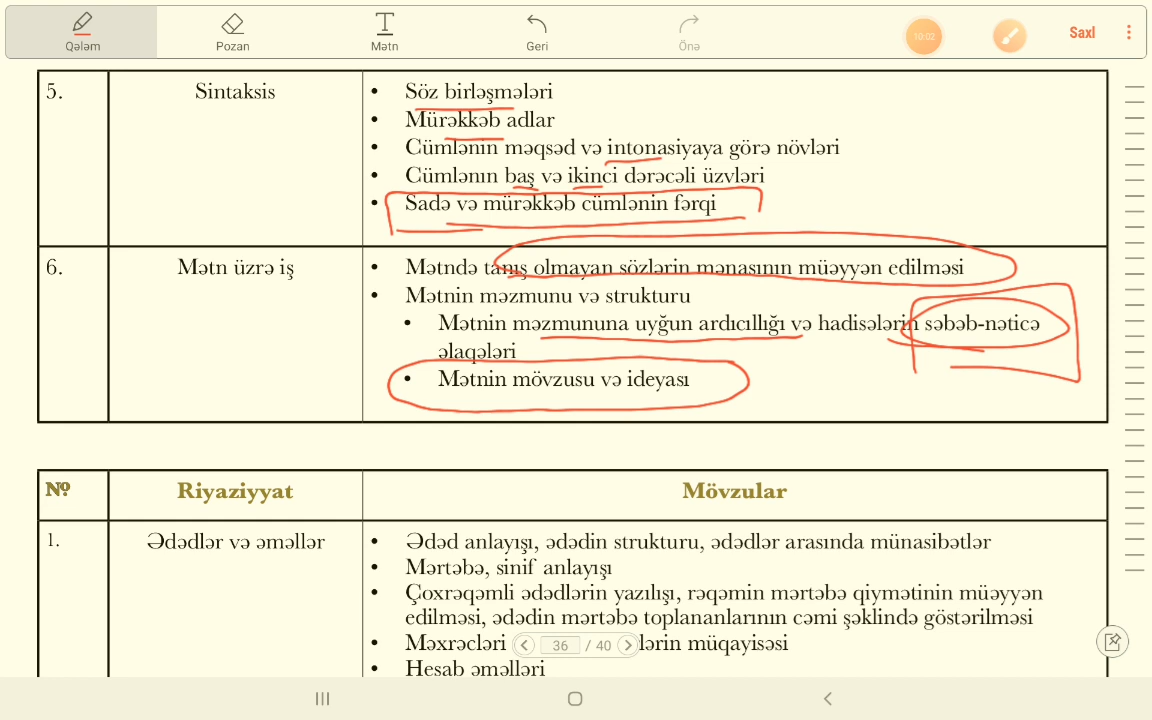 Qələm Pozan Mətn Geri Önə 10:02 Saxl
5. Sintaksis • Söz birləşmələri
• Mürəkkəb adlar
• Cümlənin məqsəd və intonasiyaya görə növləri
• Cümlənın baş və ikinci dərəcəli üzvləri
• Sadə və mürəkkəb cümlənin fərqi
6. Mətn üzrə iş • Mətndə tanış olmayan sözlərin mənasının müəyyən edilməsi
• Mətnin məzmunu və strukturu
• Mətnin məzmununa uyğun ardıcıllığı və hadisələrin səbəb-nəticə
əlaqələri
• Mətnin mövzusu və ideyası
№ Riyaziyyat Mövzular
1. Ədədlər və əməllər • Ədəd anlayışı, ədədin strukturu, ədədlər arasında münasibətlər
• Mərtəbə, sinif anlayışı
• Çoxrəqəmli ədədlərin yazılışı, rəqəmin mərtəbə qiymətinin müəyyən
edilməsi, ədədin mərtəbə toplananlarının cəmi şəklində göstərilməsi
• Məxrəcləri lərin müqayisəsi
36 / 40
• Hesab əməlləri